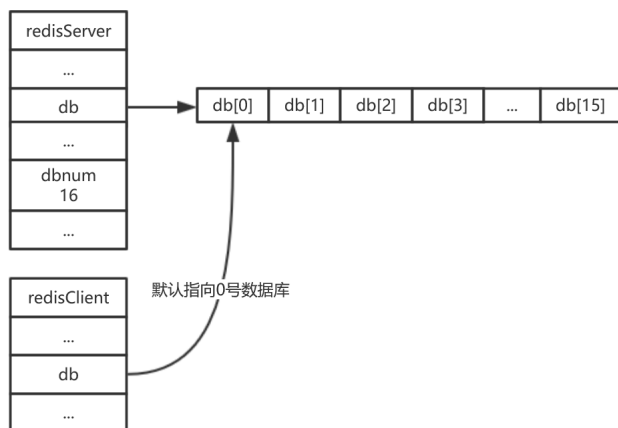 redisServer
...
db
...
dbnum
16
...
db[0] db[1] db[2] db[3] ... db[15]
默认指向0号数据库
redisClient
...
db
...